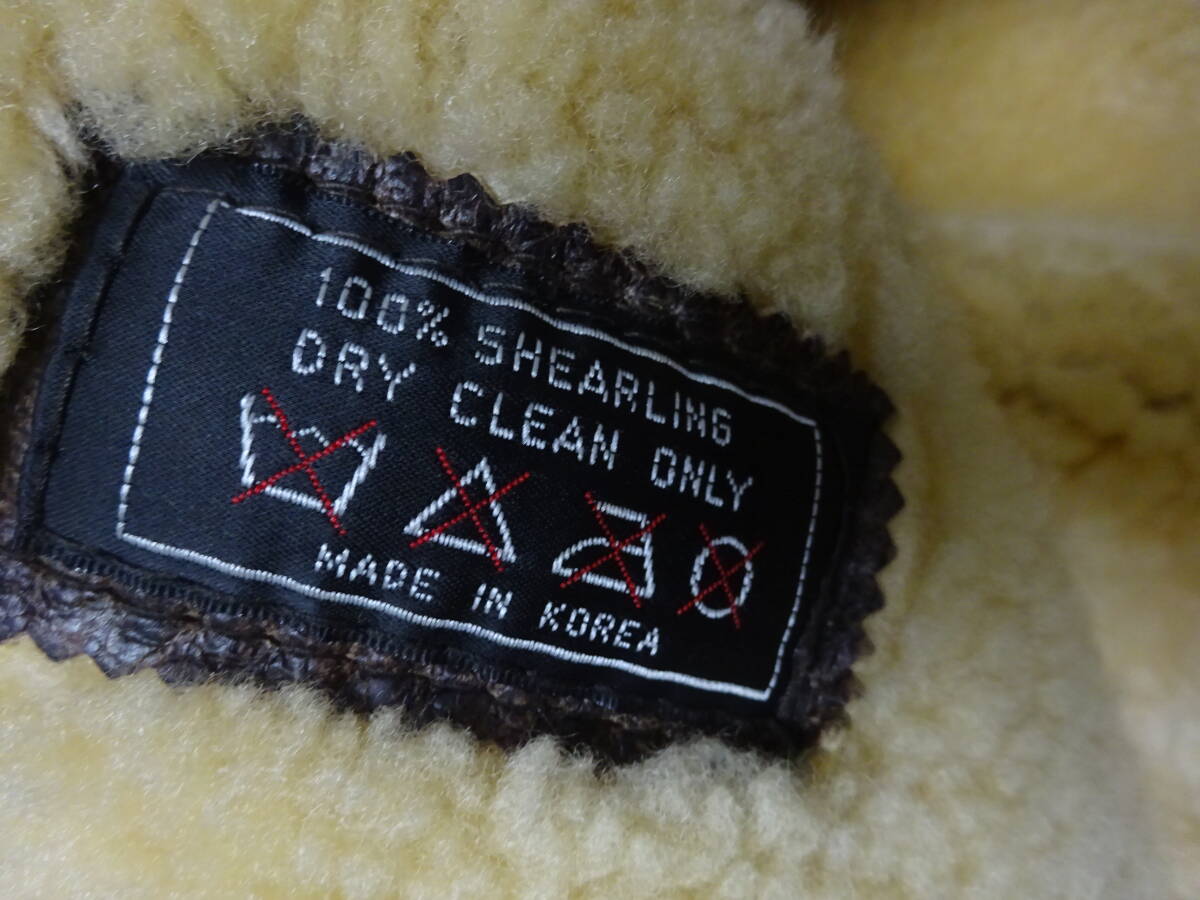 100% SHEARLING
DRY CLEAN ONLY
MADE IN KOREA